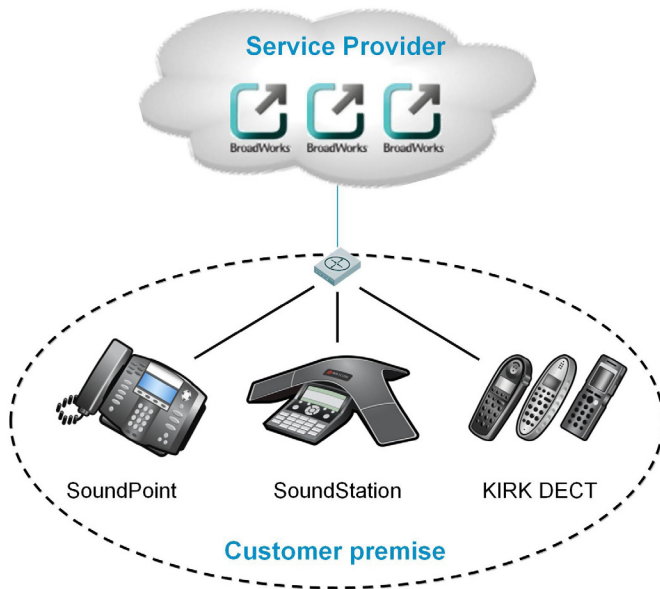 Service Provider
BroadWorks BroadWorks BroadWorks
SoundPoint SoundStation KIRK DECT
Customer premise